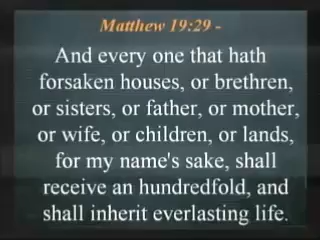 Matthew 19:29 -
And every one that hath
forsaken houses, or brethren,
or sisters, or father, or mother,
or wife, or children, or lands,
for my name's sake, shall
receive an hundredfold, and
shall inherit everlasting life.